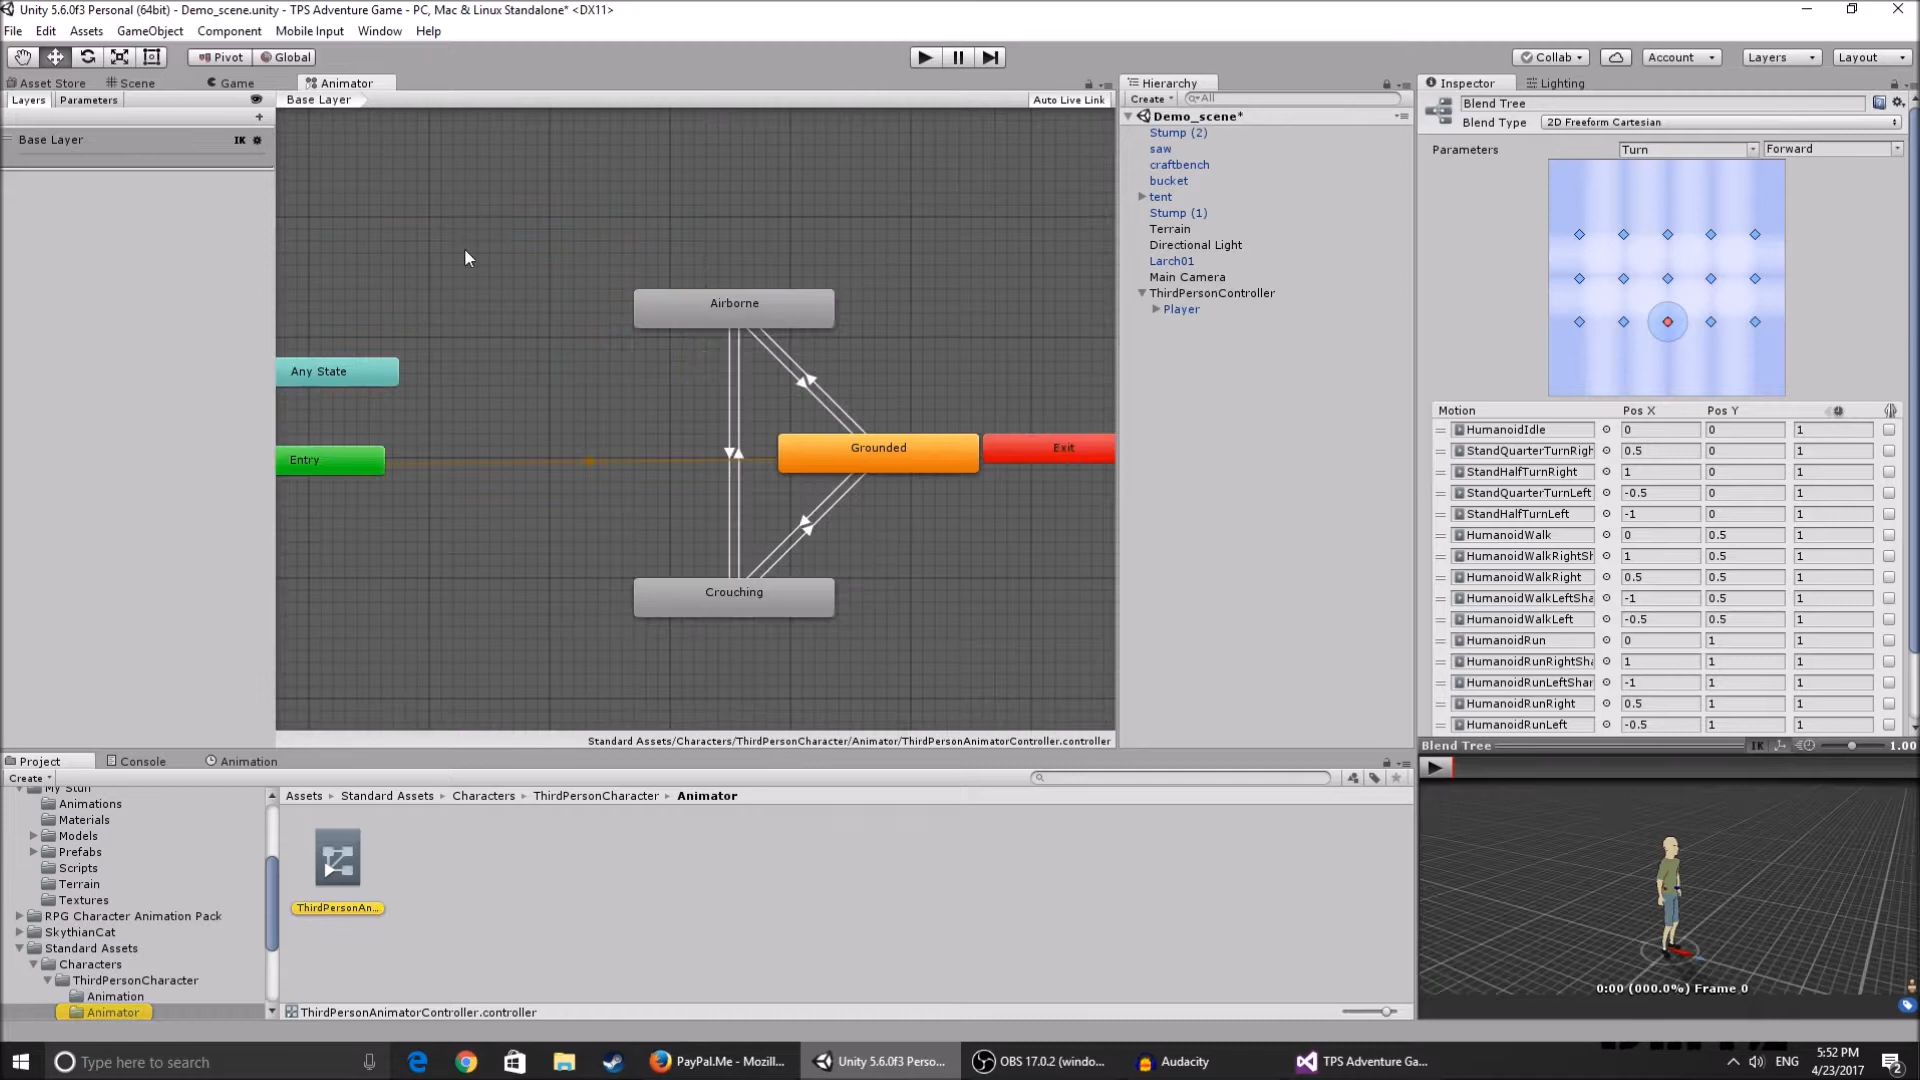 Unity 5.6.0f3 Personal (64bit) - Demo_scene.unity - TPS Adventure Game - PC, Mac & Linux Standalone* <DX11>
File Edit Assets GameObject Component Mobile Input Window Help
Pivot Global Collab Account Layers Layout
Asset Store Scene Game Animator Hierarchy Inspector Lighting
Layers Parameters Base Layer Auto Live Link Create All
Base Layer IK
Airborne
Any State
Entry
Grounded
Exit
Crouching
Standard Assets/Characters/ThirdPersonCharacter/Animator/ThirdPersonAnimatorController.controller
Demo_scene*
Stump (2)
saw
craftbench
bucket
tent
Stump (1)
Terrain
Directional Light
Larch01
Main Camera
ThirdPersonController
Player
Blend Tree
Blend Type 2D Freeform Cartesian
Parameters Turn Forward
Motion Pos X Pos Y
HumanoidIdle 0 0 1
StandQuarterTurnRigh 0.5 0 1
StandHalfTurnRight 1 0 1
StandQuarterTurnLeft -0.5 0 1
StandHalfTurnLeft -1 0 1
HumanoidWalk 0 0.5 1
HumanoidWalkRightSh 1 0.5 1
HumanoidWalkRight 0.5 0.5 1
HumanoidWalkLeftSha -1 0.5 1
HumanoidWalkLeft -0.5 0.5 1
HumanoidRun 0 1 1
HumanoidRunRightSha 1 1 1
HumanoidRunLeftShar -1 1 1
HumanoidRunRight 0.5 1 1
HumanoidRunLeft -0.5 1 1
Blend Tree IK 1.00
0:00 (000.0%) Frame 0
Project Console Animation
Create
My Stuff
Animations
Materials
Models
Prefabs
Scripts
Terrain
Textures
RPG Character Animation Pack
SkythianCat
Standard Assets
Characters
ThirdPersonCharacter
Animation
Animator
Assets Standard Assets Characters ThirdPersonCharacter Animator
ThirdPersonAn...
ThirdPersonAnimatorController.controller
Type here to search PayPal.Me - Mozill... Unity 5.6.0f3 Perso... OBS 17.0.2 (windo... Audacity TPS Adventure Ga... ENG 5:52 PM
4/23/2017 2